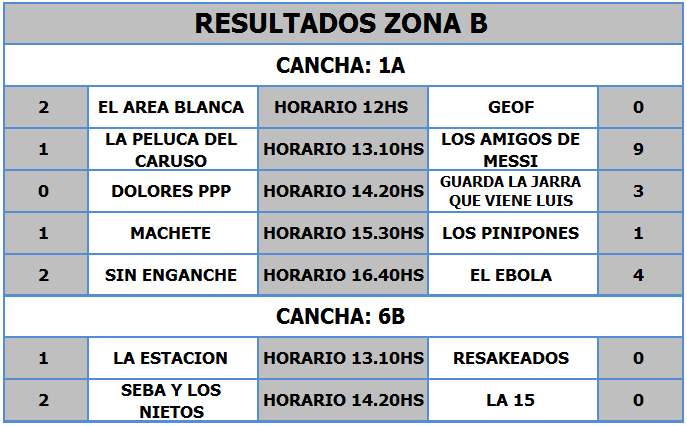 RESULTADOS ZONA B
CANCHA: 1A
2 EL AREA BLANCA HORARIO 12HS GEOF 0
1 LA PELUCA DEL CARUSO HORARIO 13.10HS LOS AMIGOS DE MESSI 9
0 DOLORES PPP HORARIO 14.20HS GUARDA LA JARRA QUE VIENE LUIS 3
1 MACHETE HORARIO 15.30HS LOS PINIPONES 1
2 SIN ENGANCHE HORARIO 16.40HS EL EBOLA 4
CANCHA: 6B
1 LA ESTACION HORARIO 13.10HS RESAKEADOS 0
2 SEBA Y LOS NIETOS HORARIO 14.20HS LA 15 0